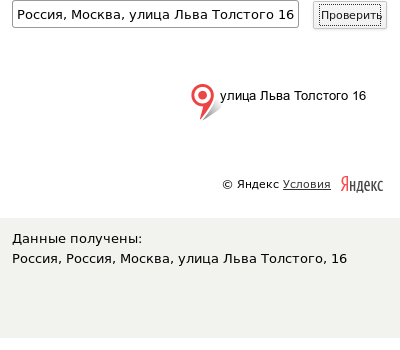 Россия, Москва, улица Льва Толстого 16
Проверить
улица Льва Толстого 16
© Яндекс Условия Яндекс
Данные получены:
Россия, Россия, Москва, улица Льва Толстого, 16